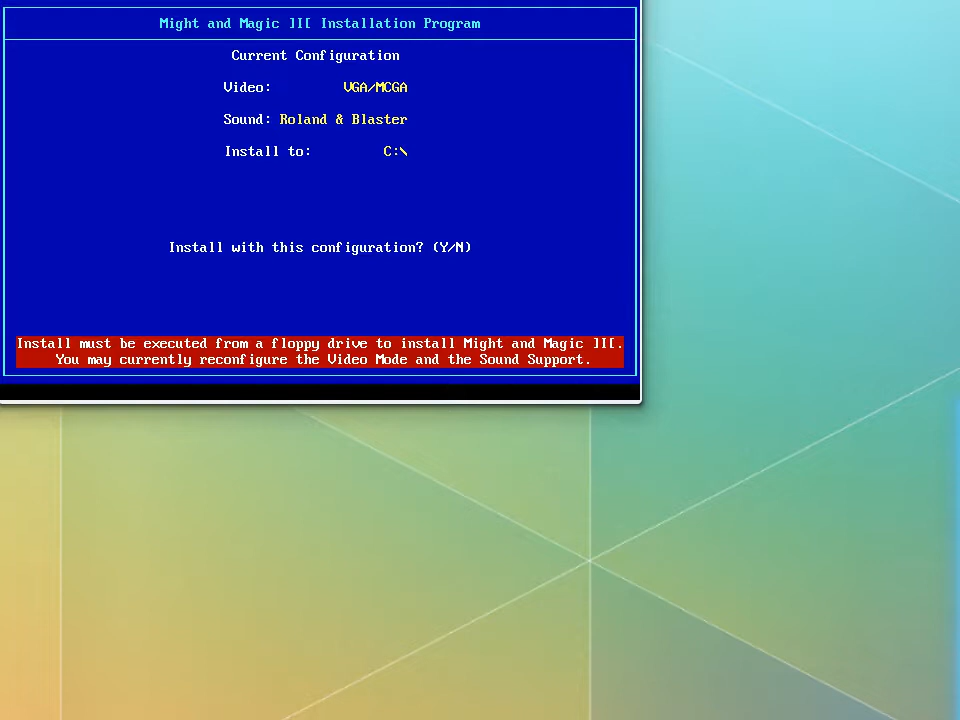 Might and Magic III Installation Program
Current Configuration
Video: VGA/MCGA
Sound: Roland & Blaster
Install to: C:\
Install with this configuration? (Y/N)
Install must be executed from a floppy drive to install Might and Magic III.
You may currently reconfigure the Video Mode and the Sound Support.